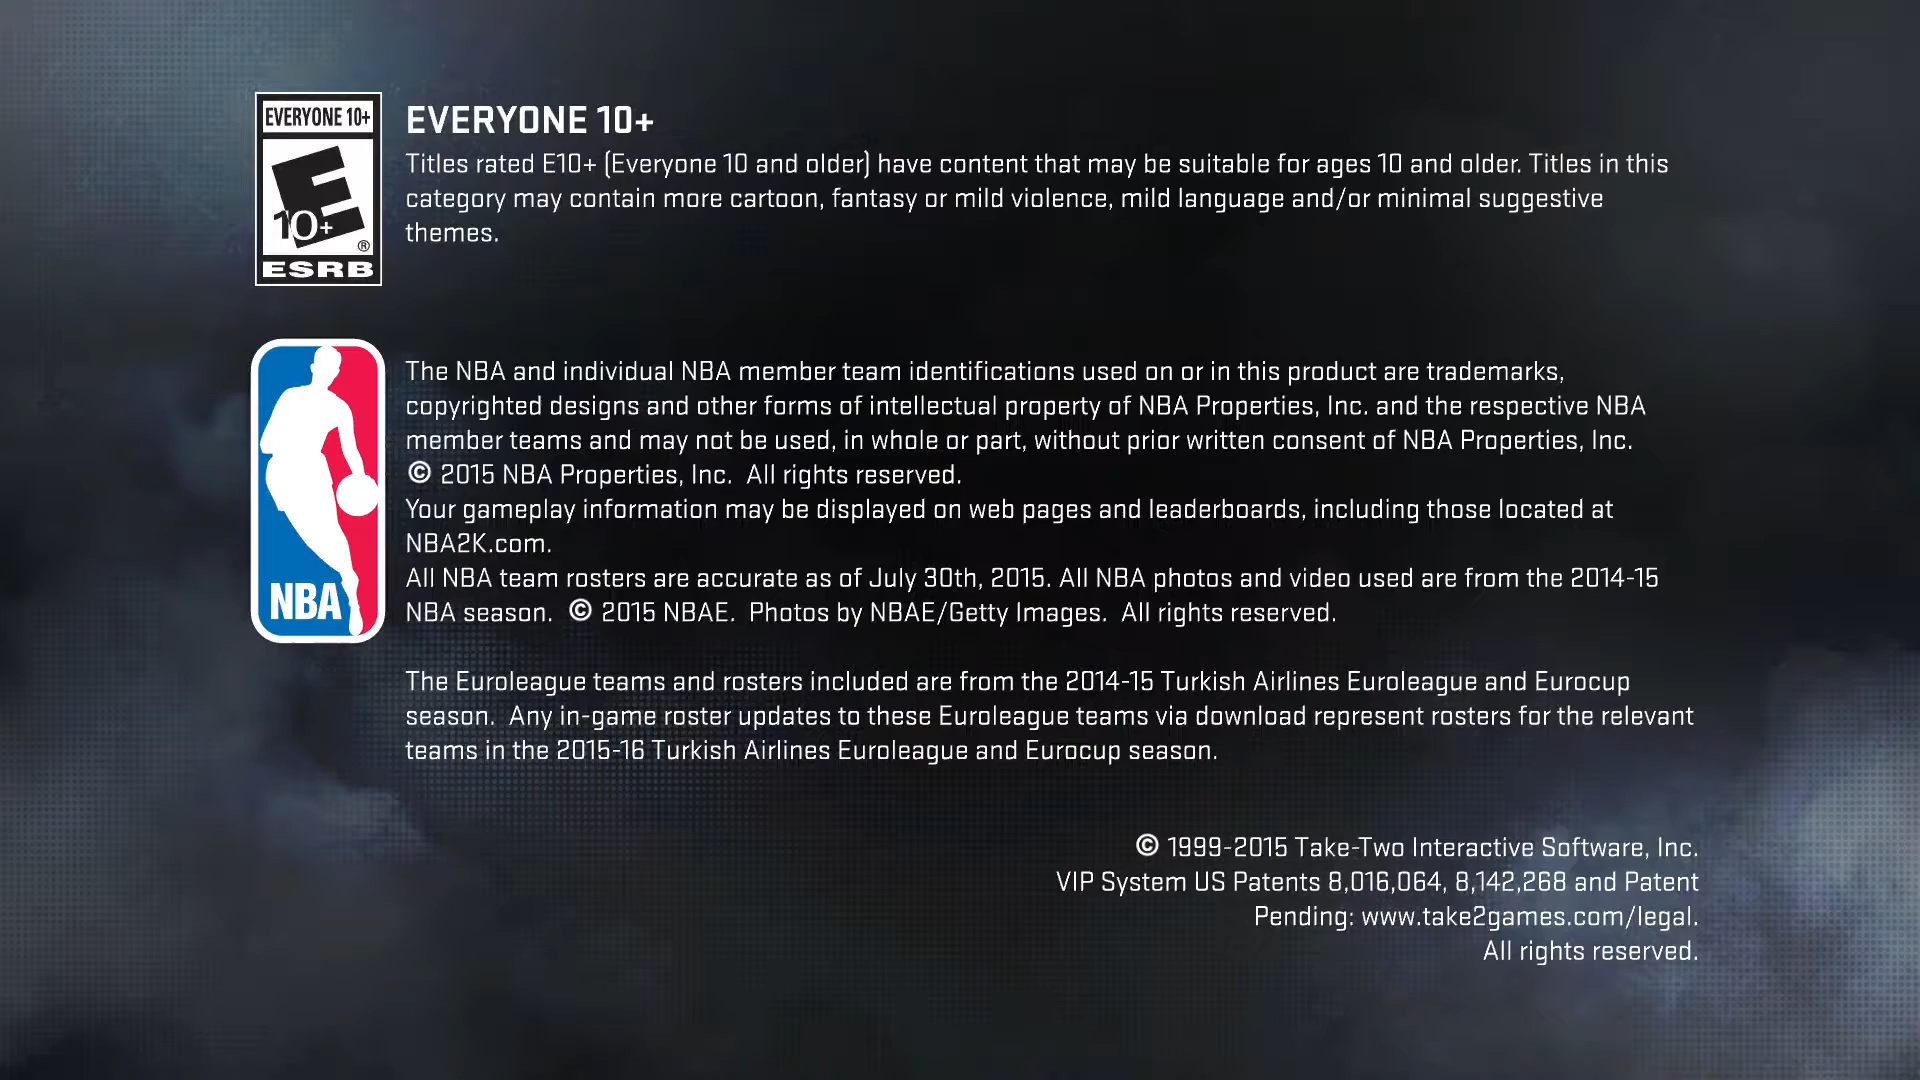 EVERYONE 10+
E
10+
®
ESRB
EVERYONE 10+
Titles rated E10+ (Everyone 10 and older) have content that may be suitable for ages 10 and older. Titles in this
category may contain more cartoon, fantasy or mild violence, mild language and/or minimal suggestive
themes.
NBA
The NBA and individual NBA member team identifications used on or in this product are trademarks,
copyrighted designs and other forms of intellectual property of NBA Properties, Inc. and the respective NBA
member teams and may not be used, in whole or part, without prior written consent of NBA Properties, Inc.
© 2015 NBA Properties, Inc.  All rights reserved.
Your gameplay information may be displayed on web pages and leaderboards, including those located at
NBA2K.com.
All NBA team rosters are accurate as of July 30th, 2015. All NBA photos and video used are from the 2014-15
NBA season.  © 2015 NBAE.  Photos by NBAE/Getty Images.  All rights reserved.
The Euroleague teams and rosters included are from the 2014-15 Turkish Airlines Euroleague and Eurocup
season.  Any in-game roster updates to these Euroleague teams via download represent rosters for the relevant
teams in the 2015-16 Turkish Airlines Euroleague and Eurocup season.
© 1999-2015 Take-Two Interactive Software, Inc.
VIP System US Patents 8,016,064, 8,142,268 and Patent
Pending: www.take2games.com/legal.
All rights reserved.